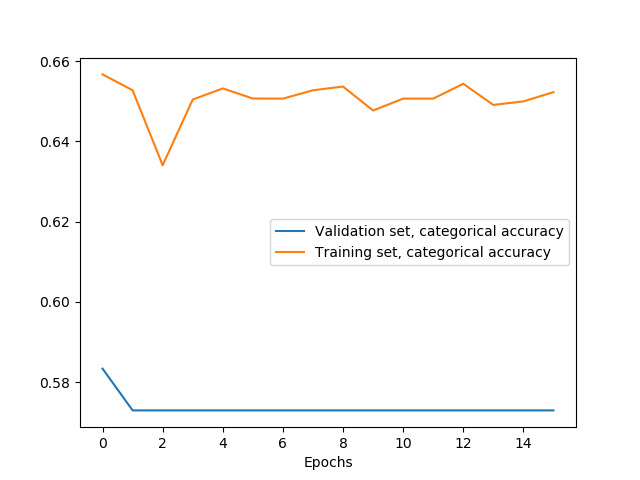 0.66
0.64
0.62
0.60
0.58
Validation set, categorical accuracy
Training set, categorical accuracy
0 2 4 6 8 10 12 14
Epochs